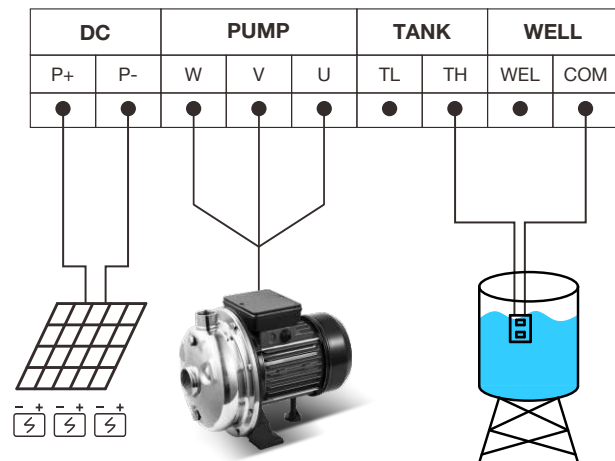 DC PUMP TANK WELL
P+ P- W V U TL TH WEL COM
- + - + - +